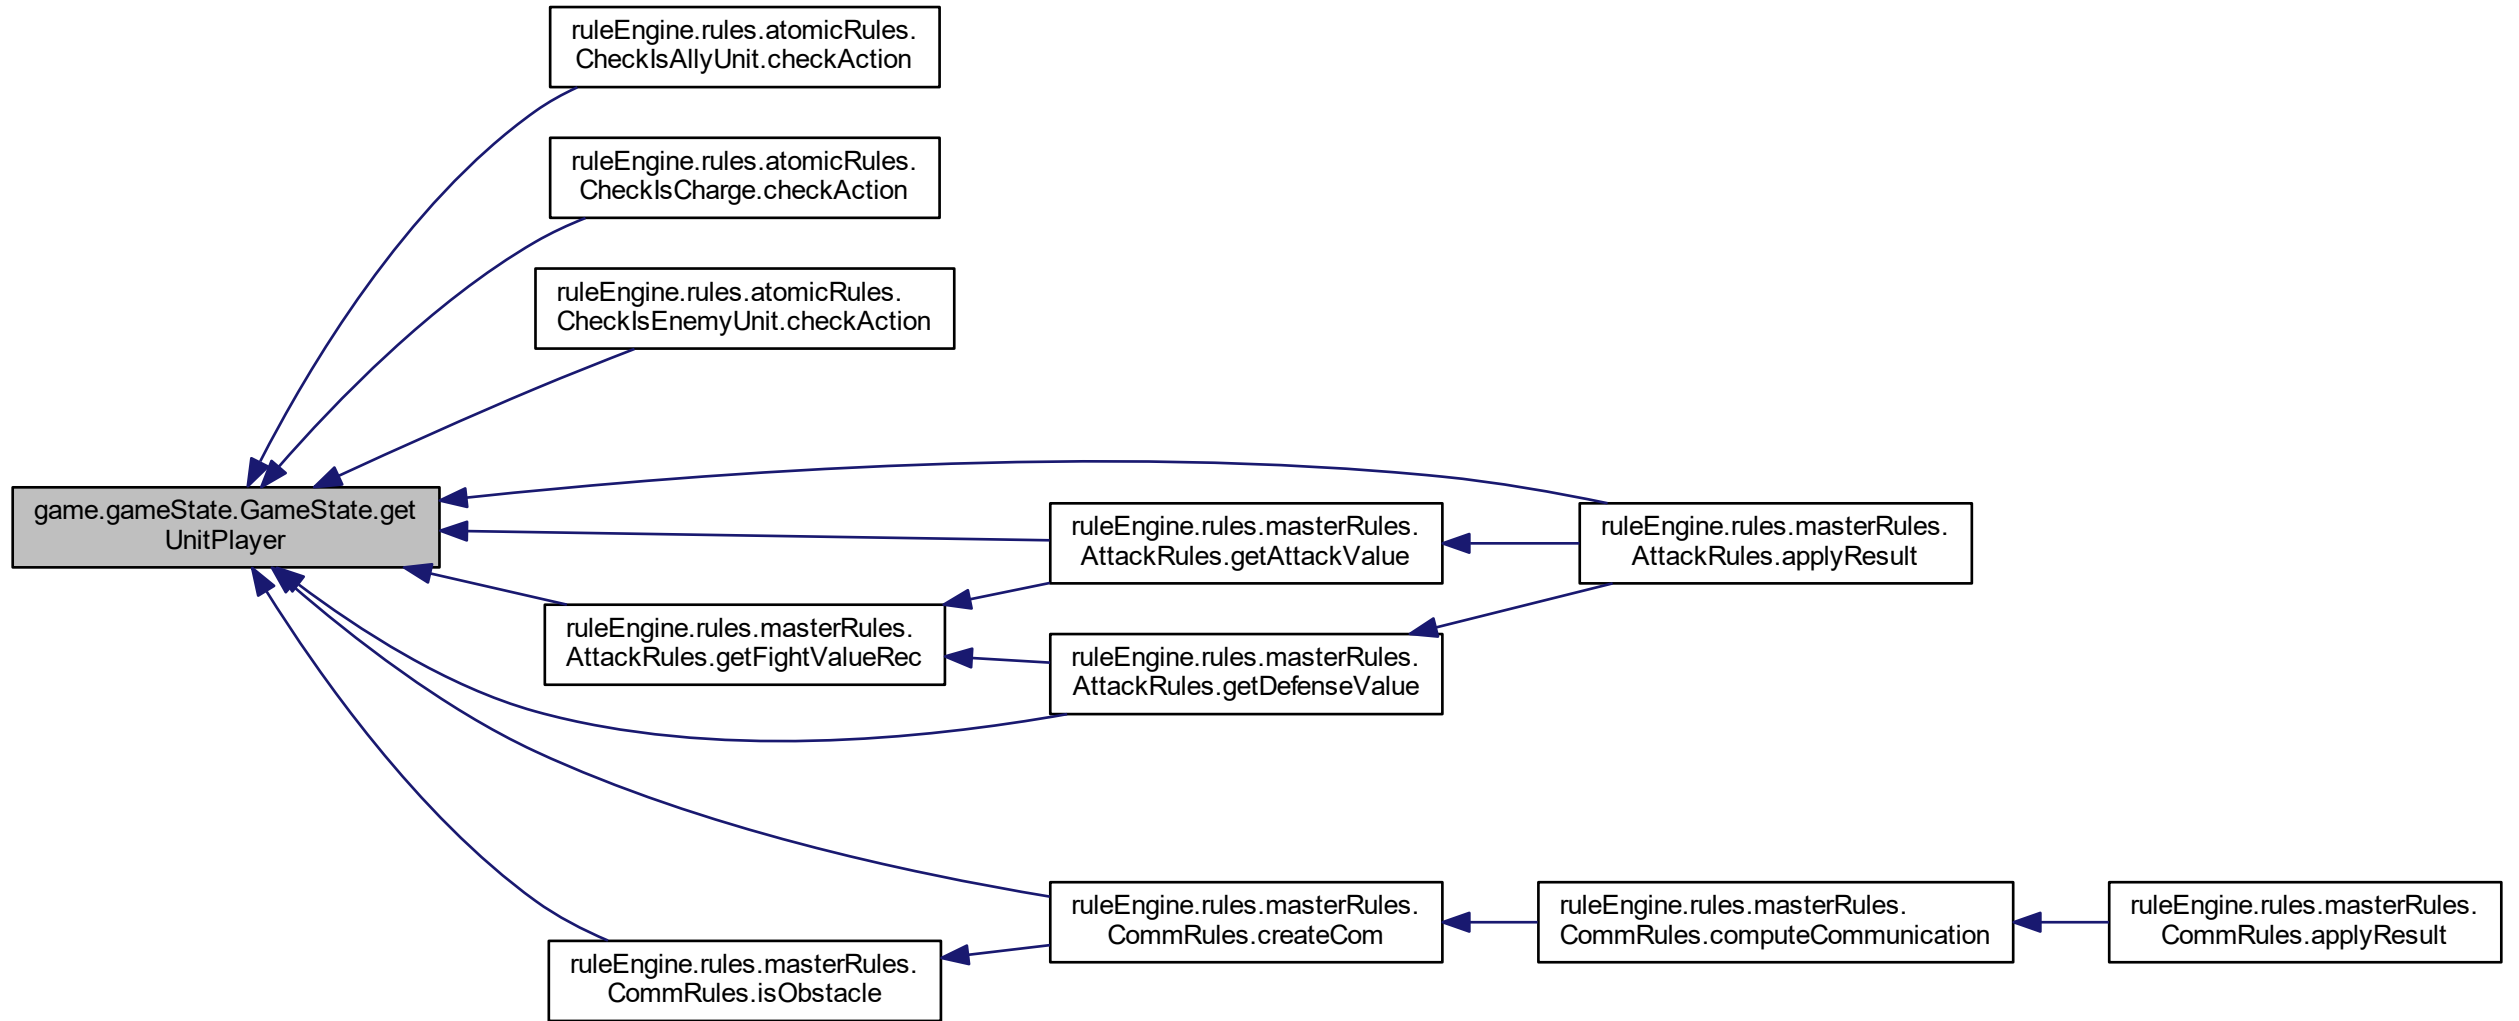 ruleEngine.rules.atomicRules.
CheckIsAllyUnit.checkAction
ruleEngine.rules.atomicRules.
CheckIsCharge.checkAction
ruleEngine.rules.atomicRules.
CheckIsEnemyUnit.checkAction
game.gameState.GameState.get
UnitPlayer
ruleEngine.rules.masterRules.
AttackRules.getAttackValue
ruleEngine.rules.masterRules.
AttackRules.applyResult
ruleEngine.rules.masterRules.
AttackRules.getFightValueRec
ruleEngine.rules.masterRules.
AttackRules.getDefenseValue
ruleEngine.rules.masterRules.
CommRules.createCom
ruleEngine.rules.masterRules.
CommRules.computeCommunication
ruleEngine.rules.masterRules.
CommRules.applyResult
ruleEngine.rules.masterRules.
CommRules.isObstacle